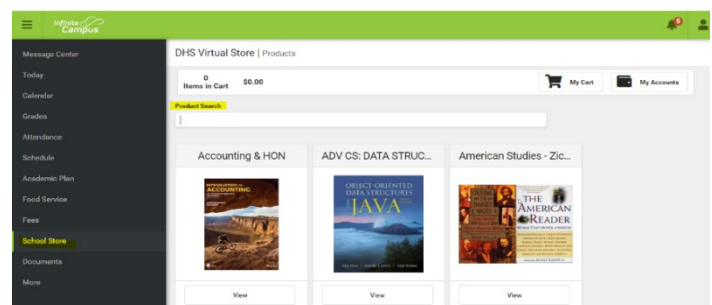 Infinite
Campus
5
Message Center
Today
Calendar
Grades
Attendance
Schedule
Academic Plan
Food Service
Fees
School Store
Documents
More
DHS Virtual Store | Products
0
Items in Cart
$0.00
My Cart
My Accounts
Product Search
Accounting & HON
ADV CS: DATA STRUC...
American Studies - Zic...
INTRODUCTION TO
ACCOUNTING
OBJECT-ORIENTED
DATA STRUCTURES
JAVA
THE
AMERICAN
READER
View
View
View